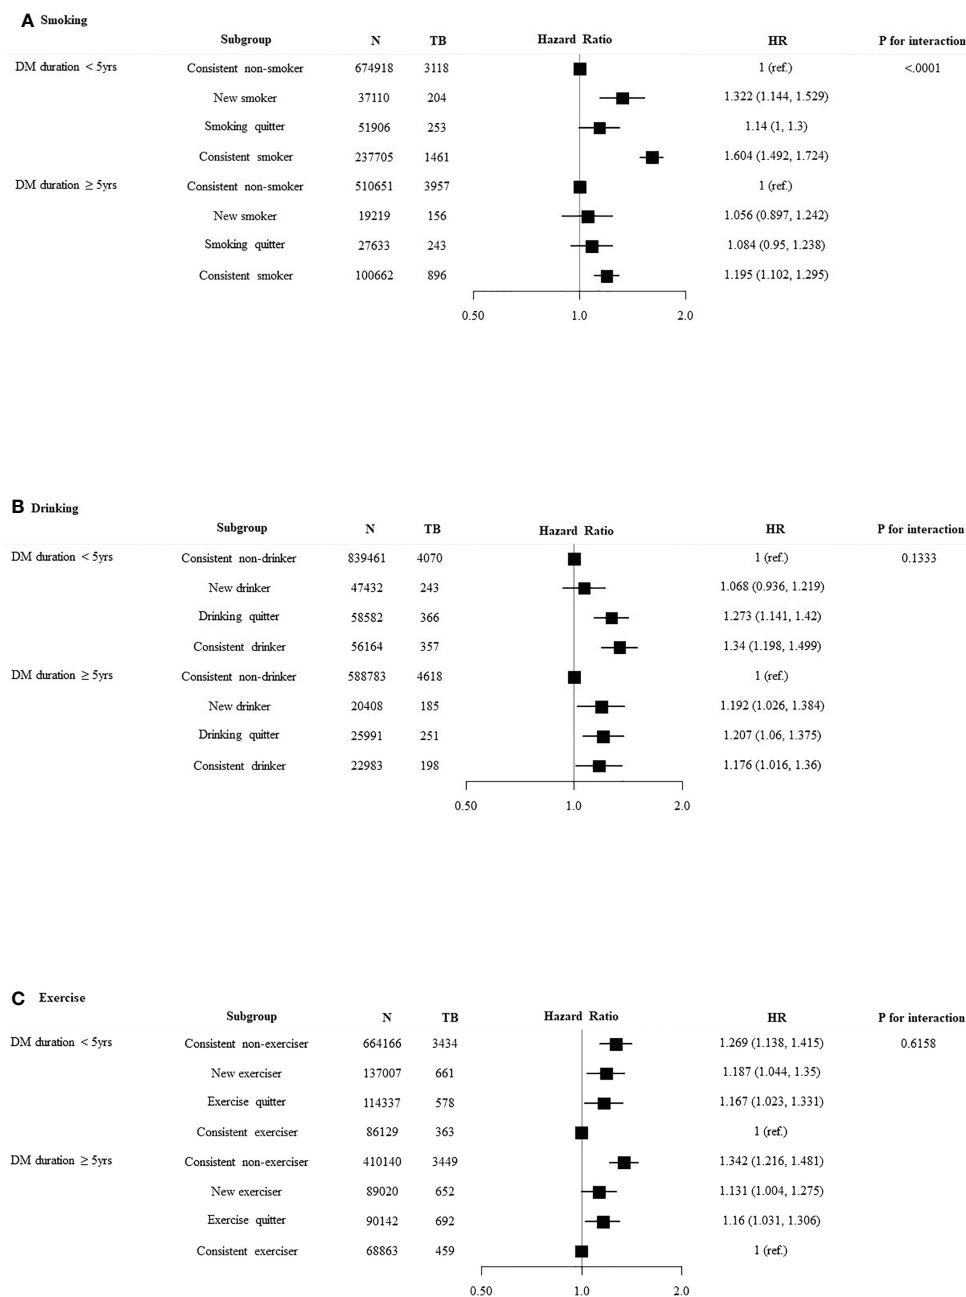 A Smoking
Subgroup N TB Hazard Ratio HR P for interaction
DM duration < 5yrs Consistent non-smoker 674918 3118 1 (ref.) <.0001
New smoker 37110 204 1.322 (1.144, 1.529)
Smoking quitter 51906 253 1.14 (1, 1.3)
Consistent smoker 237705 1461 1.604 (1.492, 1.724)
DM duration ≥ 5yrs Consistent non-smoker 510651 3957 1 (ref.)
New smoker 19219 156 1.056 (0.897, 1.242)
Smoking quitter 27633 243 1.084 (0.95, 1.238)
Consistent smoker 100662 896 1.195 (1.102, 1.295)
0.50 1.0 2.0
B Drinking
Subgroup N TB Hazard Ratio HR P for interaction
DM duration < 5yrs Consistent non-drinker 839461 4070 1 (ref.) 0.1333
New drinker 47432 243 1.068 (0.936, 1.219)
Drinking quitter 58582 366 1.273 (1.141, 1.42)
Consistent drinker 56164 357 1.34 (1.198, 1.499)
DM duration ≥ 5yrs Consistent non-drinker 588783 4618 1 (ref.)
New drinker 20408 185 1.192 (1.026, 1.384)
Drinking quitter 25991 251 1.207 (1.06, 1.375)
Consistent drinker 22983 198 1.176 (1.016, 1.36)
0.50 1.0 2.0
C Exercise
Subgroup N TB Hazard Ratio HR P for interaction
DM duration < 5yrs Consistent non-exerciser 664166 3434 1.269 (1.138, 1.415) 0.6158
New exerciser 137007 661 1.187 (1.044, 1.35)
Exercise quitter 114337 578 1.167 (1.023, 1.331)
Consistent exerciser 86129 363 1 (ref.)
DM duration ≥ 5yrs Consistent non-exerciser 410140 3449 1.342 (1.216, 1.481)
New exerciser 89020 652 1.131 (1.004, 1.275)
Exercise quitter 90142 692 1.16 (1.031, 1.306)
Consistent exerciser 68863 459 1 (ref.)
0.50 1.0 2.0